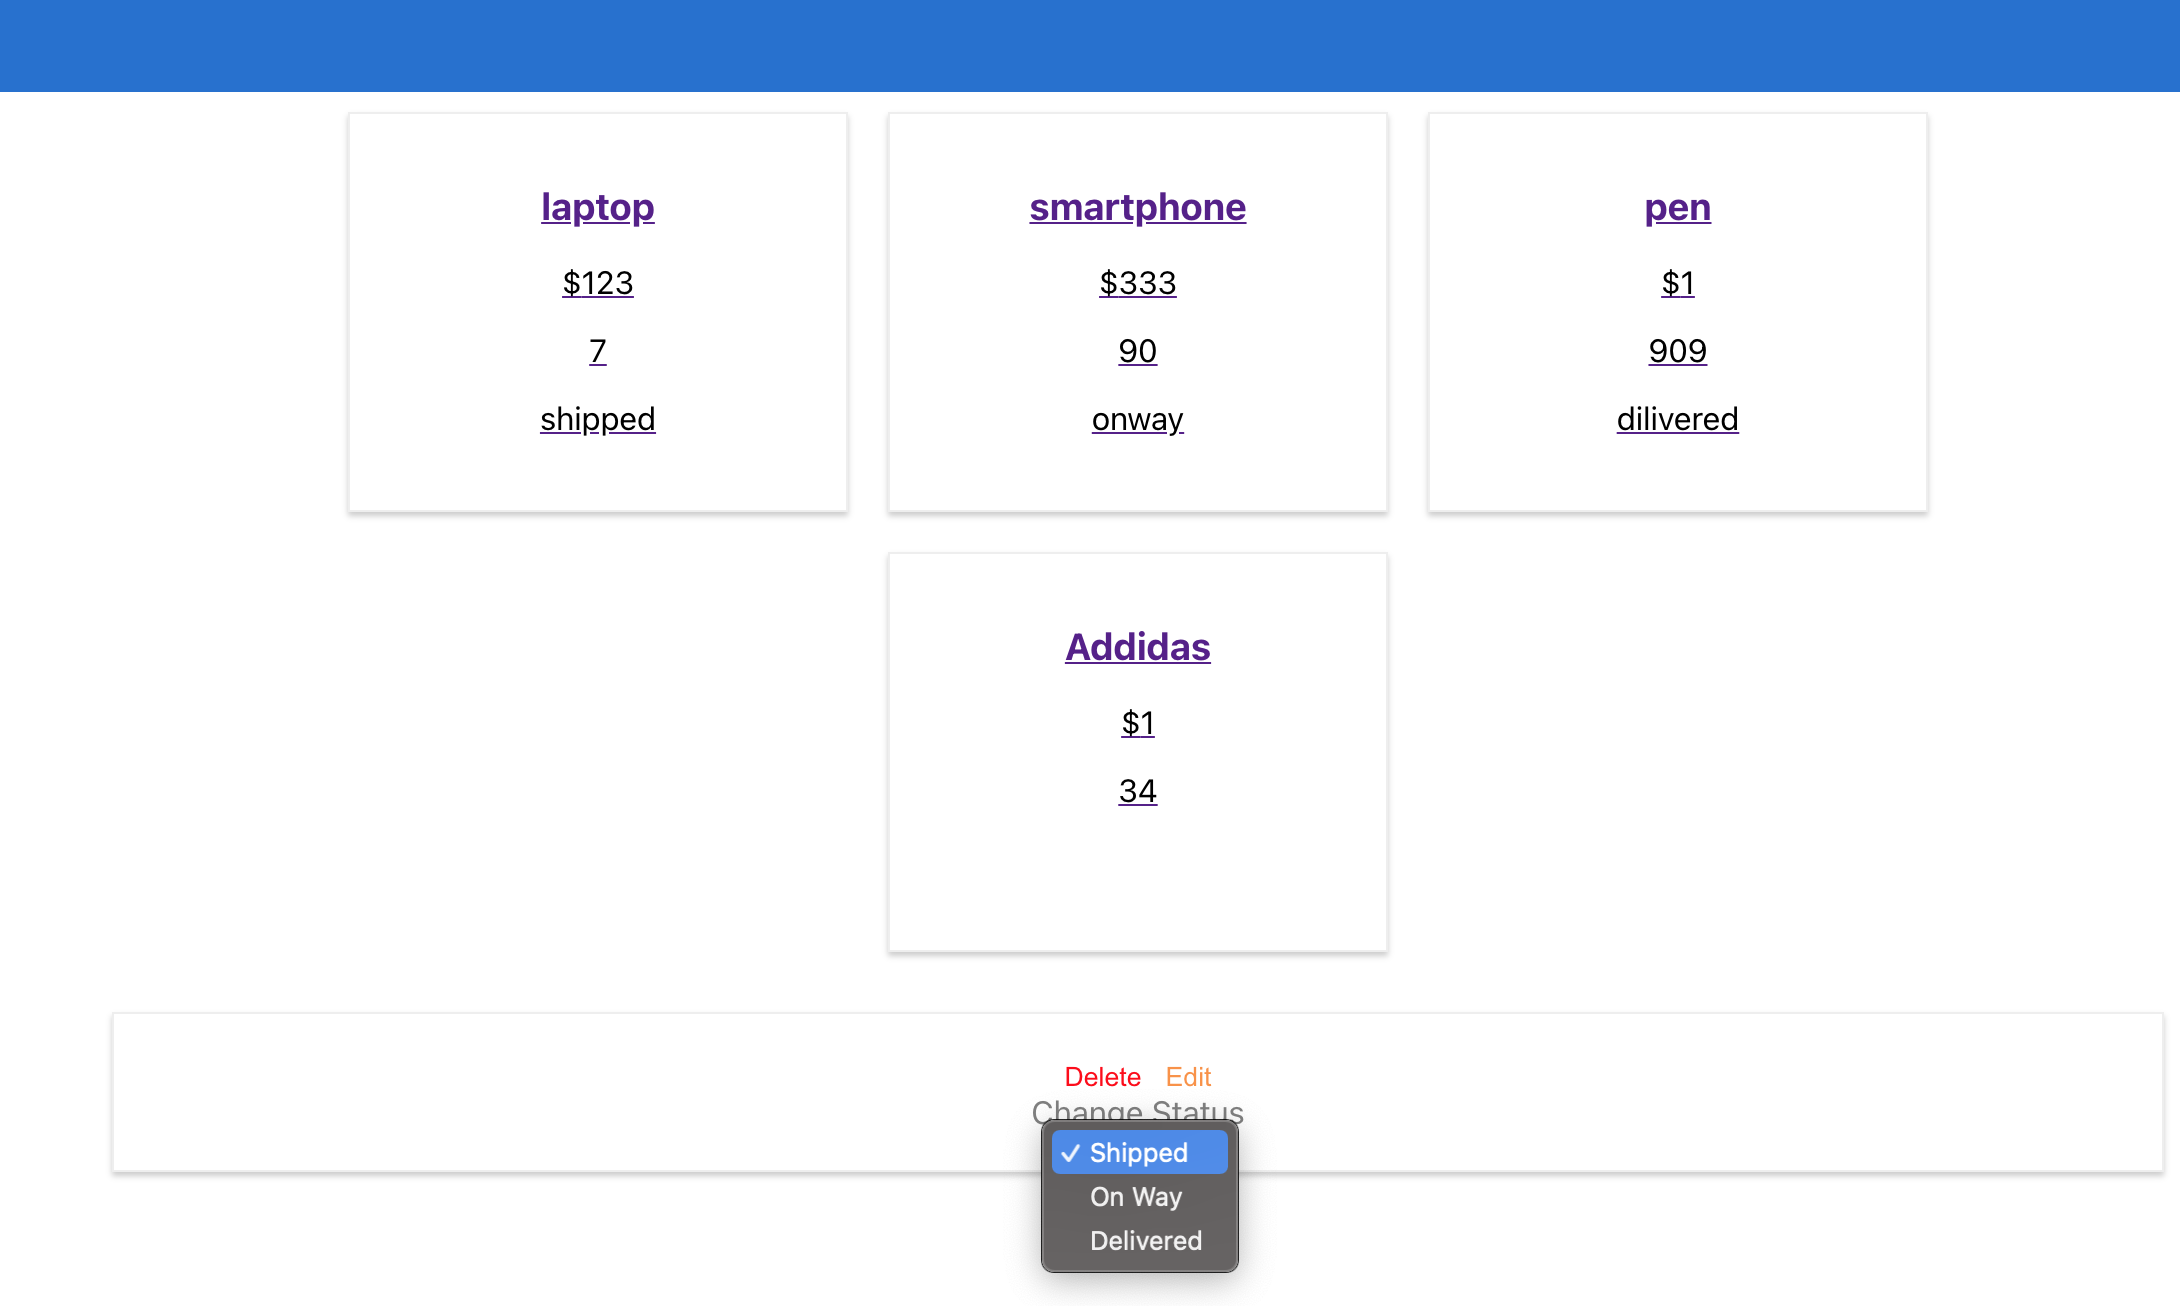 laptop
$123
7
shipped
smartphone
$333
90
onway
pen
$1
909
dilivered
Addidas
$1
34
Delete Edit
Change Status
Shipped
On Way
Delivered